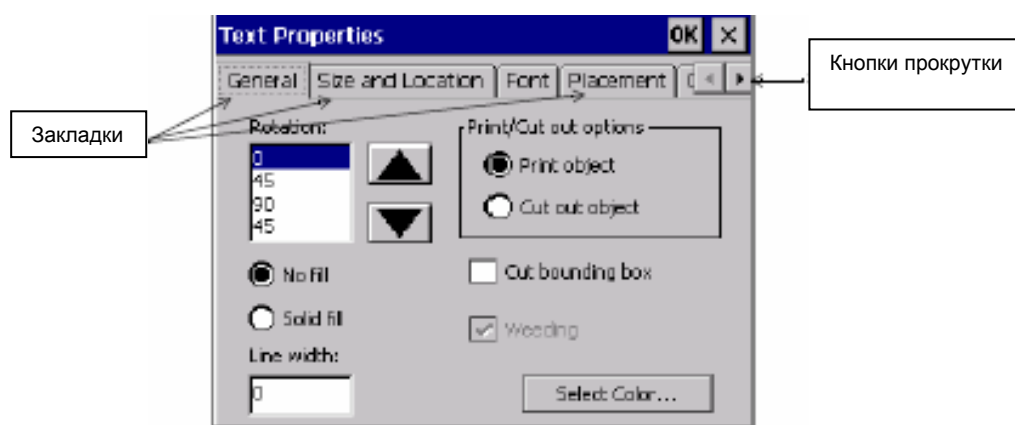 Text Properties OK ×
General Size and Location Font Placement
Кнопки прокрутки
Закладки
Rotation:
0
45
90
45
Print/Cut out options
Print object
Cut out object
No fill
Cut bounding box
Solid fill
Weeding
Line width:
0
Select Color...